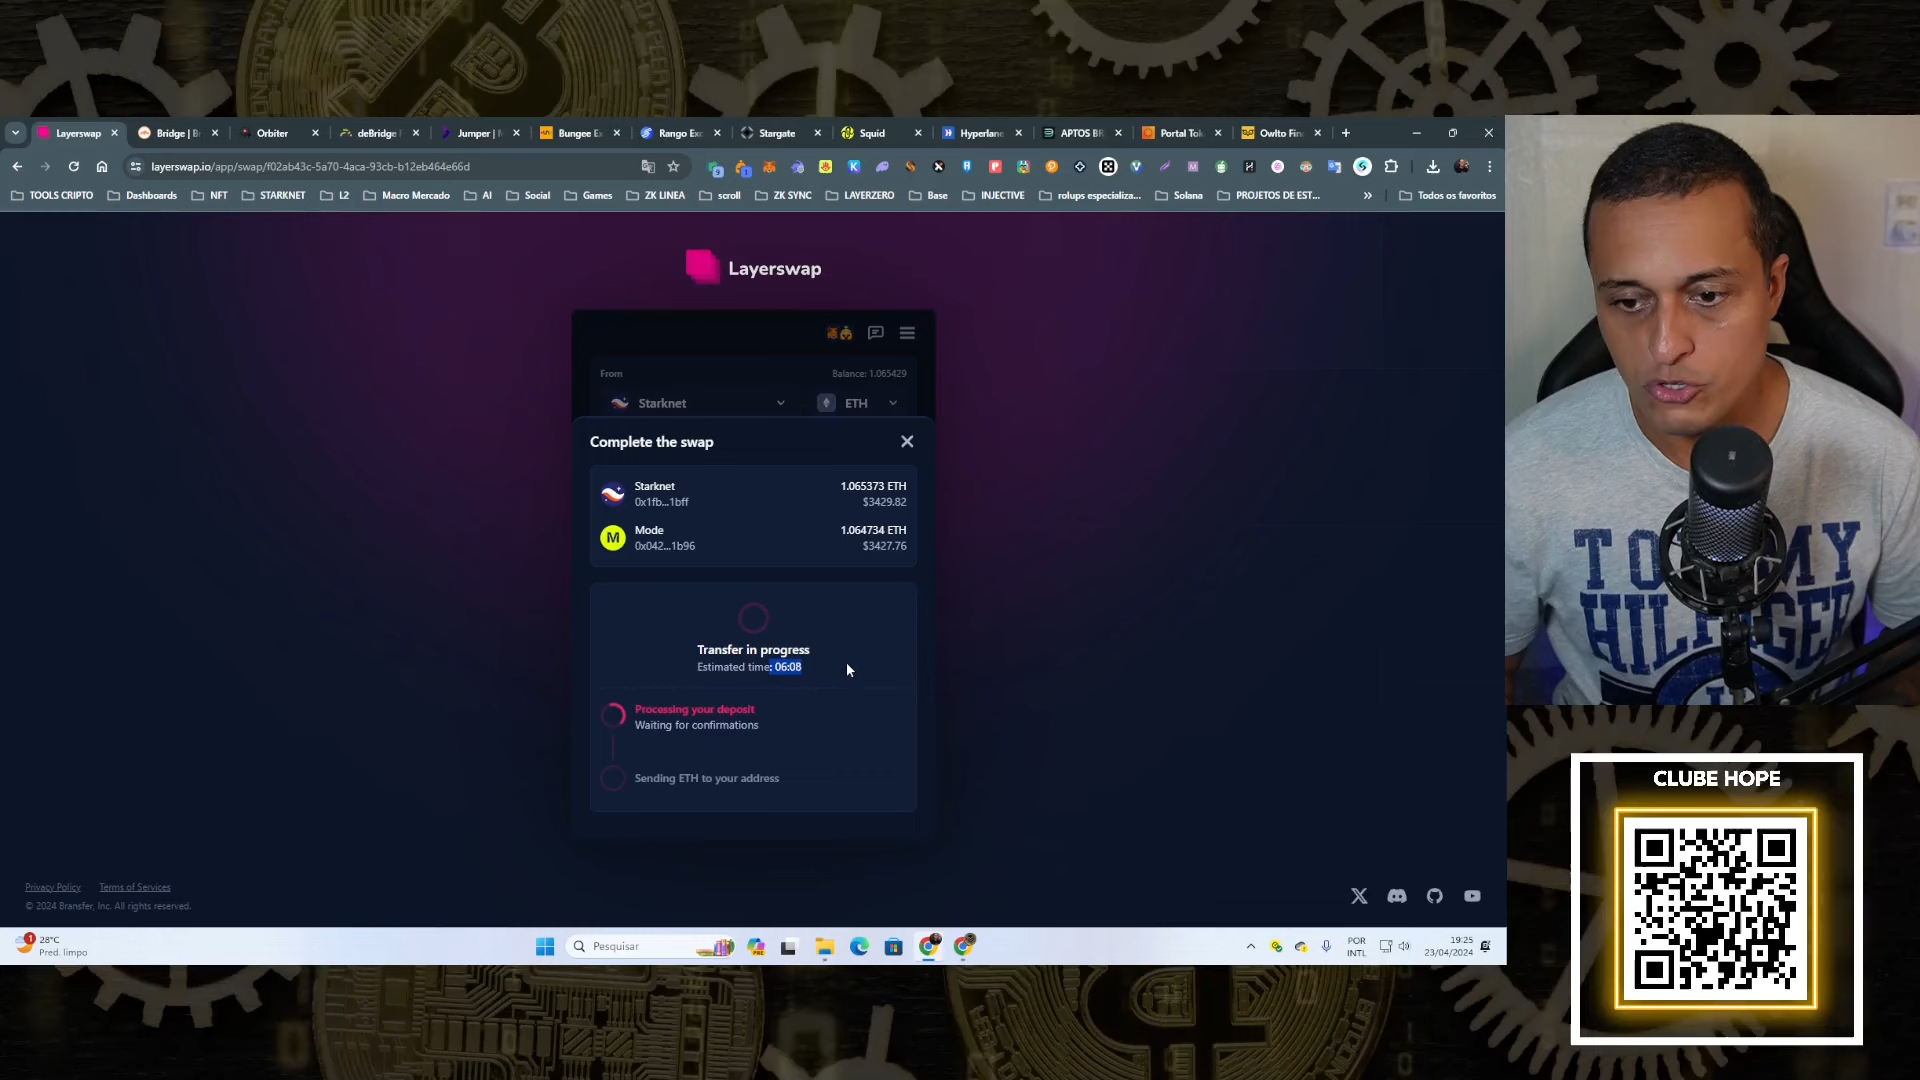 Layerswap
Bridge | Br
Orbiter
deBridge
Jumper |
Bungee Ex
Rango Exc
Stargate
Squid
Hyperlane
APTOS BR
Portal Tok
Owlto Fin
layerswap.io/app/swap/f02ab43c-5a70-4aca-93cb-b12eb464e66d
TOOLS CRIPTO
Dashboards
NFT
STARKNET
L2
Macro Mercado
AI
Social
Games
ZK LINEA
scroll
ZK SYNC
LAYERZERO
Base
INJECTIVE
rolups especializa...
Solana
PROJETOS DE EST...
Todos os favoritos
Layerswap
From
Balance: 1.065429
Starknet
ETH
Complete the swap
Starknet 1.065373 ETH
0x1fb...1bff $3429.82
Mode 1.064734 ETH
0x042...1b96 $3427.76
Transfer in progress
Estimated time: 06:08
Processing your deposit
Waiting for confirmations
Sending ETH to your address
Privacy Policy Terms of Services
© 2024 Bransfer, Inc. All rights reserved.
28°C
Pred. limpo
Pesquisar
POR
INTL
19:25
23/04/2024
TOMMY
HILFIGER
CLUBE HOPE